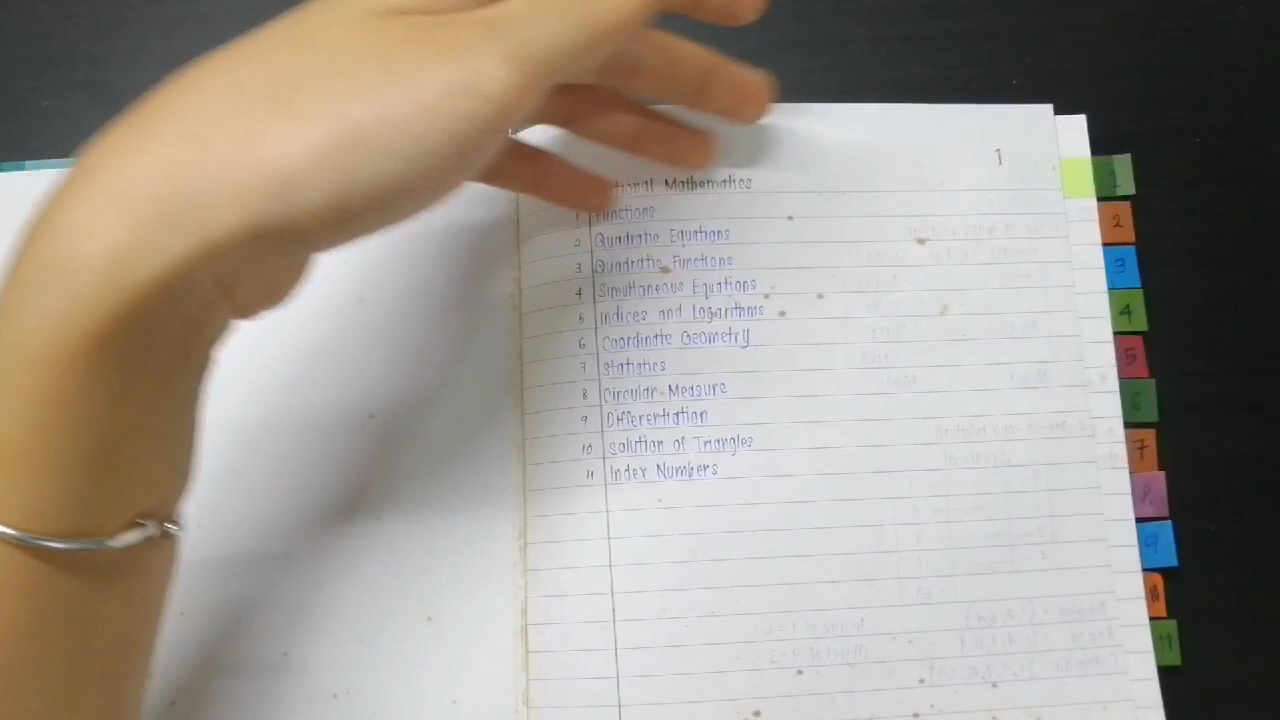 1
tional Mathematics
1 Functions
2 Quadratic Equations
3 Quadratic Functions
4 Simultaneous Equations
5 Indices and Logarithms
6 Coordinate Geometry
7 Statistics
8 Circular Measure
9 Differentiation
10 Solution of Triangles
11 Index Numbers
1
2
3
4
5
6
7
8
9
10
11